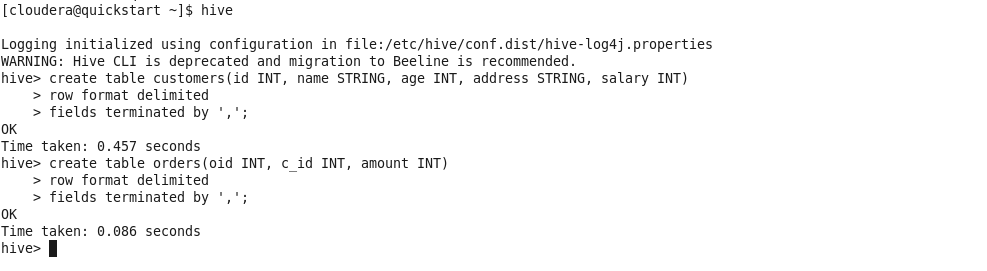 [cloudera@quickstart ~]$ hive
Logging initialized using configuration in file:/etc/hive/conf.dist/hive-log4j.properties
WARNING: Hive CLI is deprecated and migration to Beeline is recommended.
hive> create table customers(id INT, name STRING, age INT, address STRING, salary INT)
    > row format delimited
    > fields terminated by ',';
OK
Time taken: 0.457 seconds
hive> create table orders(oid INT, c_id INT, amount INT)
    > row format delimited
    > fields terminated by ',';
OK
Time taken: 0.086 seconds
hive>